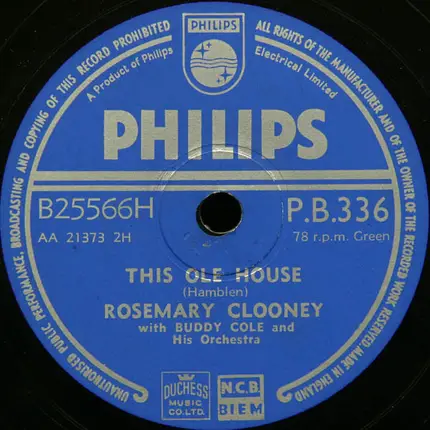 UNAUTHORISED PUBLIC PERFORMANCE, BROADCASTING AND COPYING OF THIS RECORD PROHIBITED
ALL RIGHTS OF THE MANUFACTURER AND OF THE OWNER OF THE RECORDED WORK RESERVED. MADE IN ENGLAND
PHILIPS
A Product of Philips Electrical Limited
PHILIPS
B25566H
P.B.336
AA 21373 2H
78 r.p.m. Green
THIS OLE HOUSE
(Hamblen)
ROSEMARY CLOONEY
with BUDDY COLE and
His Orchestra
DUCHESS
MUSIC
CO. LTD.
N.C.B.
BIEM